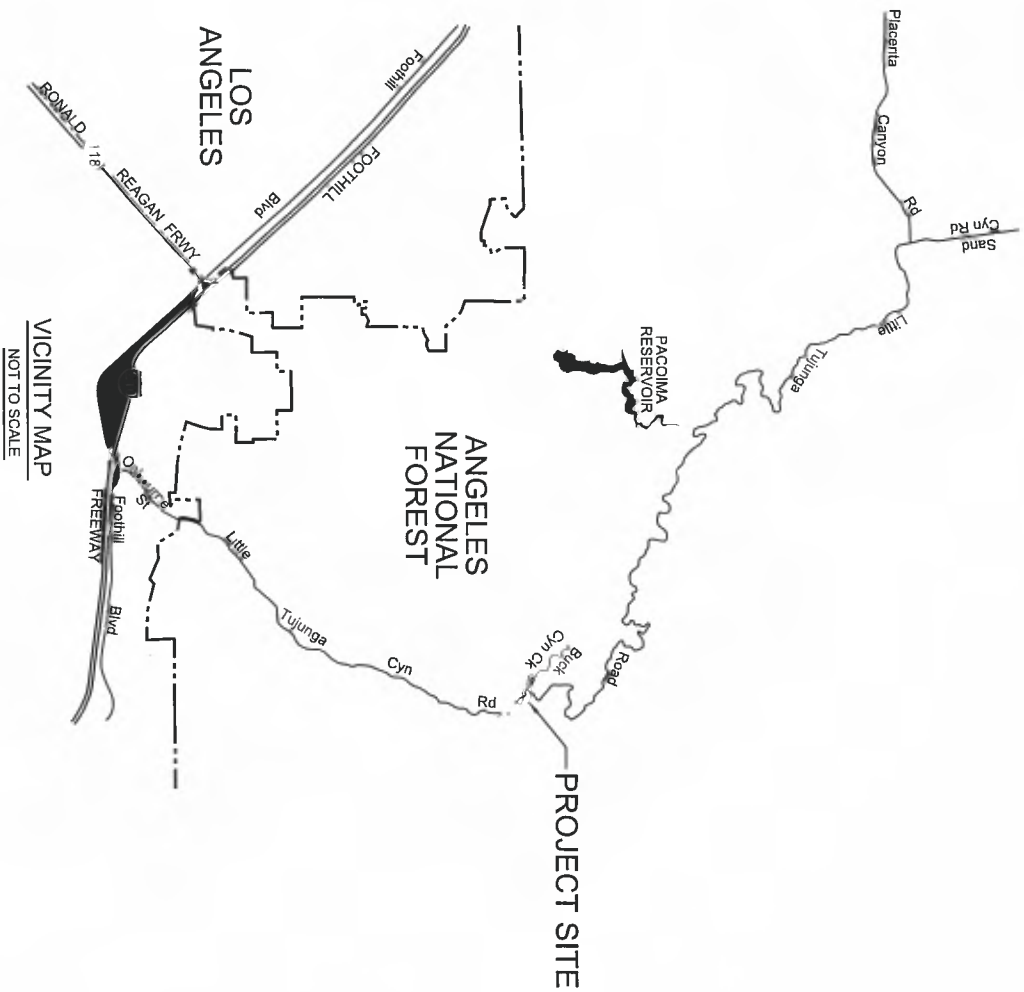 Placerita
Canyon
Rd
Sand
Cyn Rd
Little
Tujunga
Road
PACOIMA
RESERVOIR
Foothill
Blvd
FOOTHILL
LOS
ANGELES
RONALD
118
REAGAN FRWY
ANGELES
NATIONAL
FOREST
Buck
Cyn Ck
PROJECT SITE
Little
Tujunga
Cyn
Rd
St
Foothill
Blvd
FREEWAY
VICINITY MAP
NOT TO SCALE